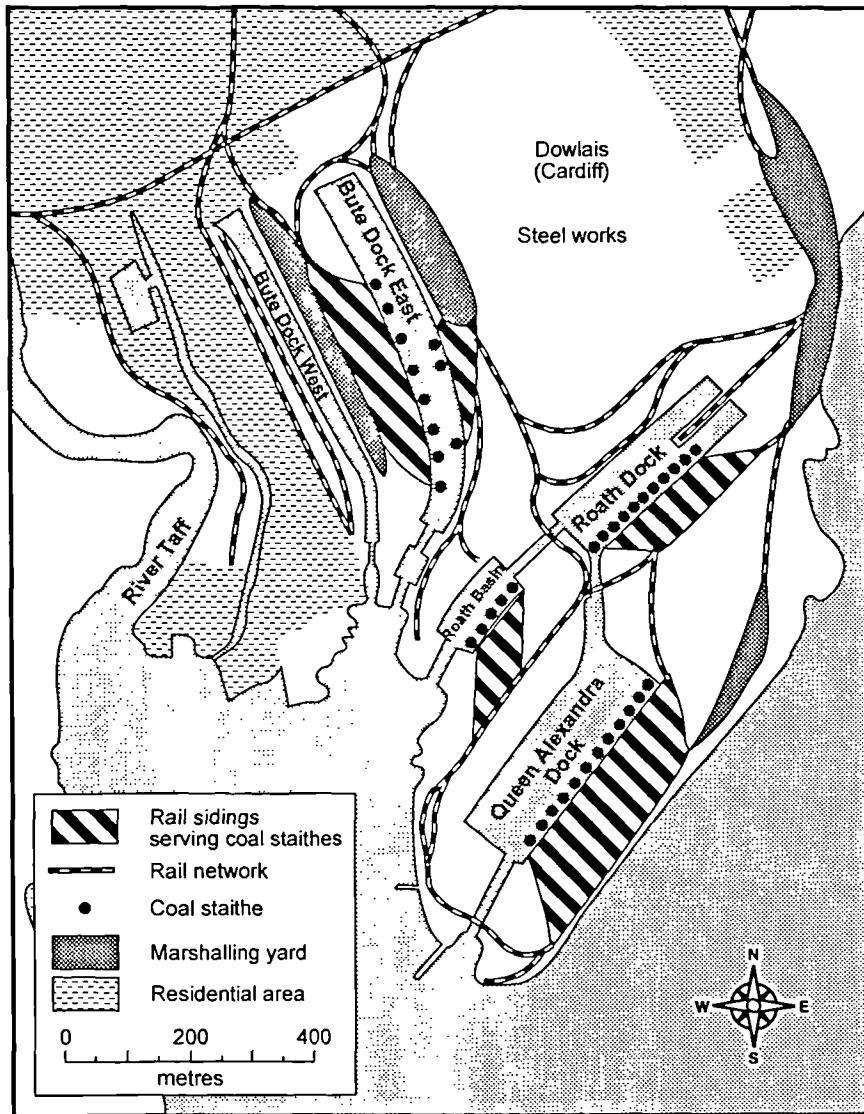 Dowlais
(Cardiff)
Steel works
Bute Dock East
Bute Dock West
Roath Dock
River Taff
Roath Basin
Queen Alexandra
Dock
Rail sidings
serving coal staithes
Rail network
Coal staithe
Marshalling yard
Residential area
0 200 400
metres
N
W E
S